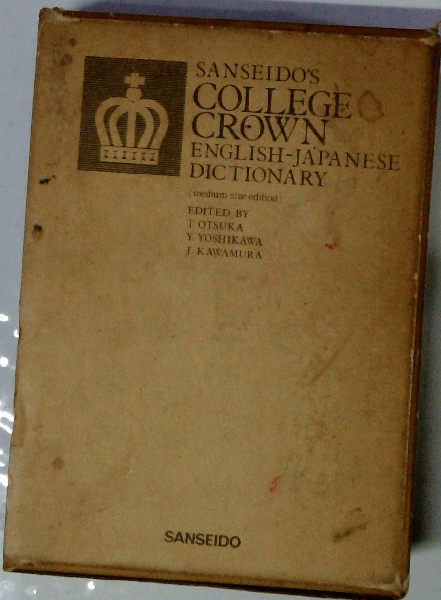 SANSEIDO'S
COLLEGE
CROWN
ENGLISH-JAPANESE
DICTIONARY
(medium size edition)
EDITED BY
T. OTSUKA
Y. YOSHIKAWA
J. KAWAMURA
SANSEIDO